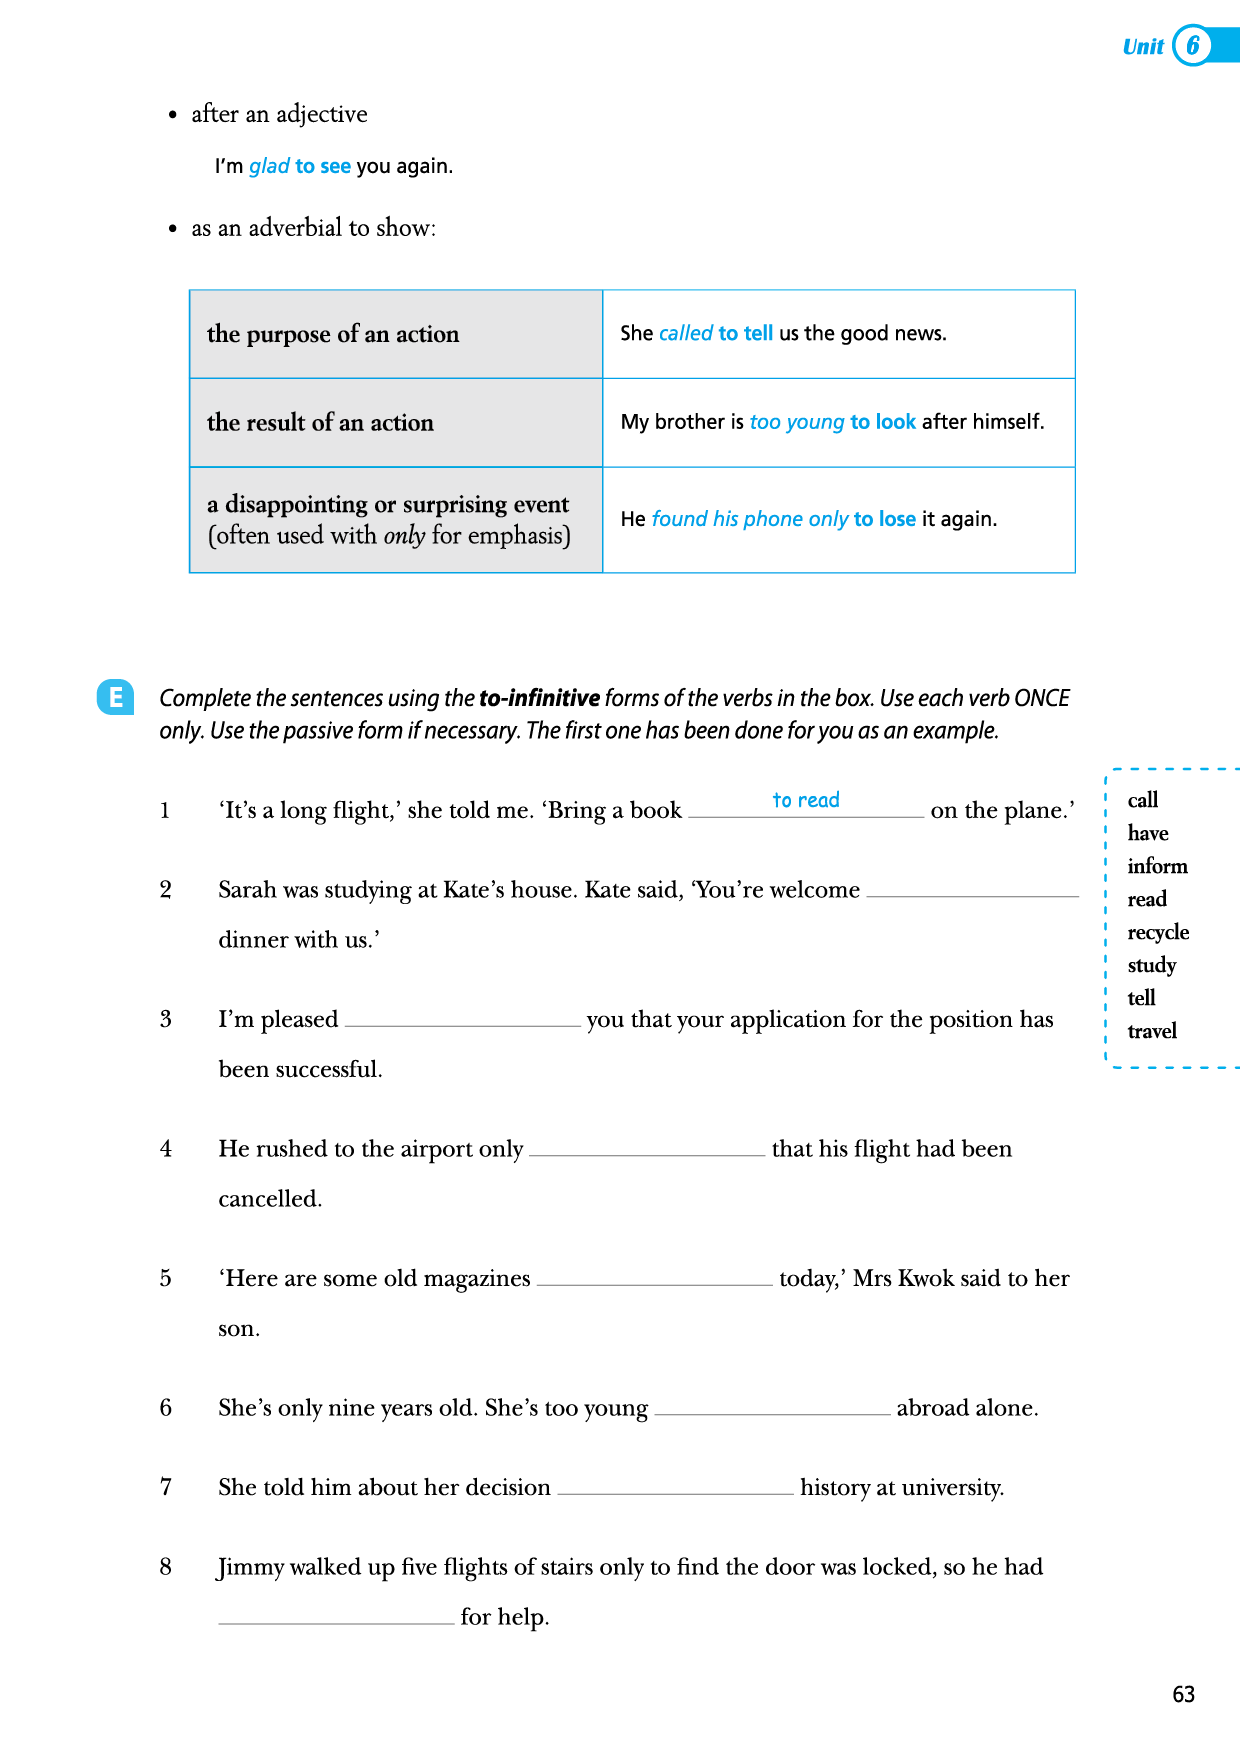 Unit 6
• after an adjective
I'm glad to see you again.
• as an adverbial to show:
the purpose of an action
She called to tell us the good news.
the result of an action
My brother is too young to look after himself.
a disappointing or surprising event
(often used with only for emphasis)
He found his phone only to lose it again.
E
Complete the sentences using the to-infinitive forms of the verbs in the box. Use each verb ONCE
only. Use the passive form if necessary. The first one has been done for you as an example.
1 ‘It’s a long flight,’ she told me. ‘Bring a book to read on the plane.’
2 Sarah was studying at Kate’s house. Kate said, ‘You’re welcome
dinner with us.’
3 I’m pleased you that your application for the position has
been successful.
4 He rushed to the airport only that his flight had been
cancelled.
5 ‘Here are some old magazines today,’ Mrs Kwok said to her
son.
6 She’s only nine years old. She’s too young abroad alone.
7 She told him about her decision history at university.
8 Jimmy walked up five flights of stairs only to find the door was locked, so he had
for help.
call
have
inform
read
recycle
study
tell
travel
63